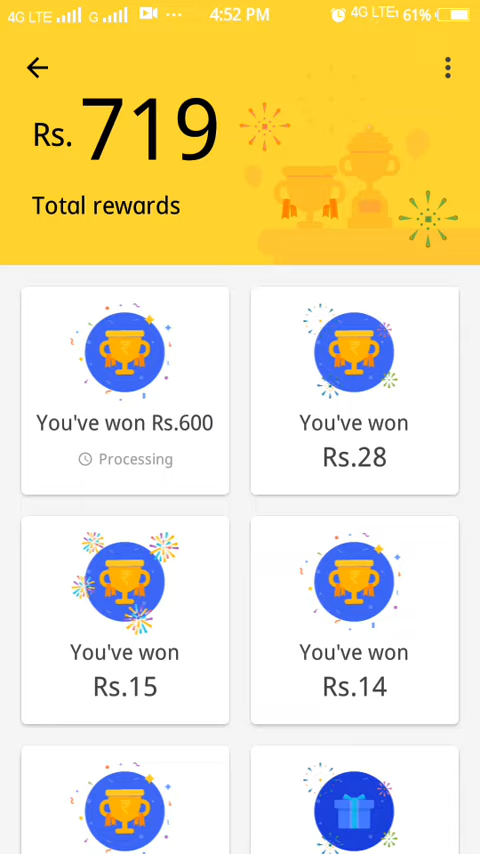 4G LTE G 4:52 PM 4G LTE 61%
Rs. 719
Total rewards
You've won Rs.600
Processing
You've won
Rs.28
You've won
Rs.15
You've won
Rs.14